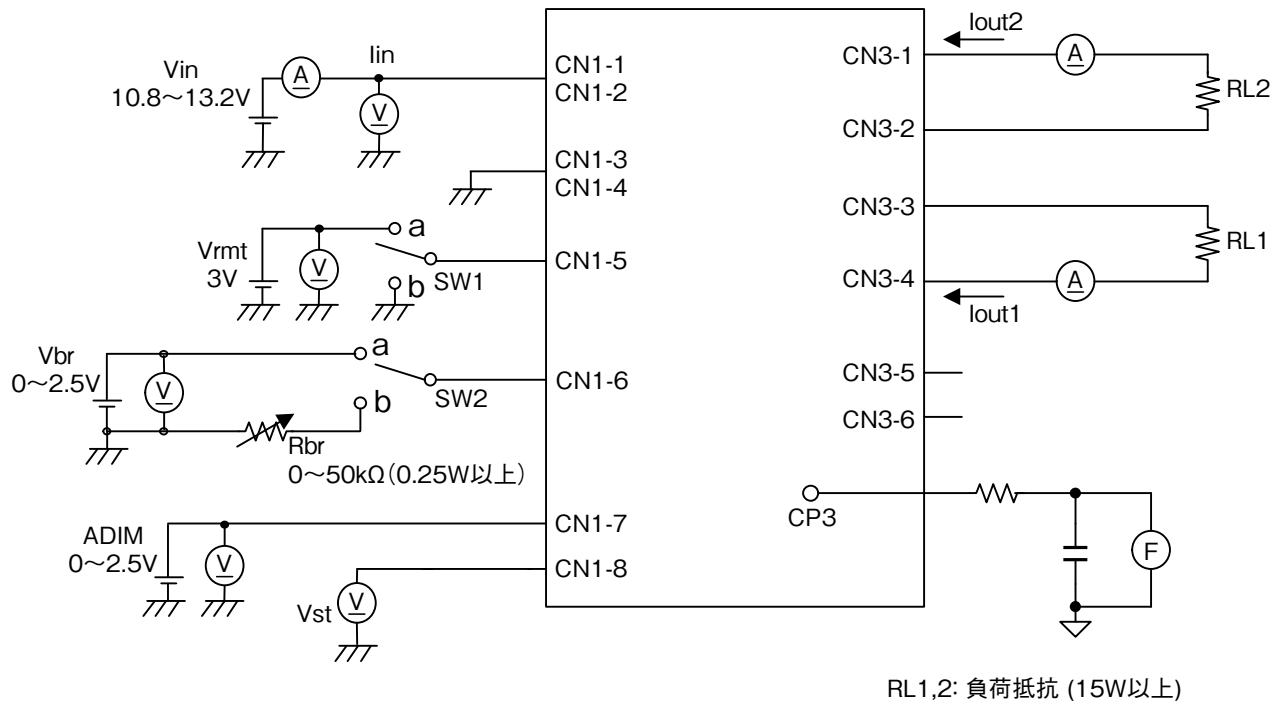 Iout2
CN3-1
A
RL2
CN3-2
Vin
10.8～13.2V
A
Iin
V
CN1-1
CN1-2
CN1-3
CN1-4
CN3-3
RL1
CN3-4
A
Iout1
Vrmt
3V
V
a
b
SW1
CN1-5
Vbr
0～2.5V
V
a
b
SW2
CN1-6
Rbr
0～50kΩ（0.25W以上）
CN3-5
CN3-6
CP3
F
ADIM
0～2.5V
V
CN1-7
CN1-8
Vst
V
RL1,2: 負荷抵抗 (15W以上)